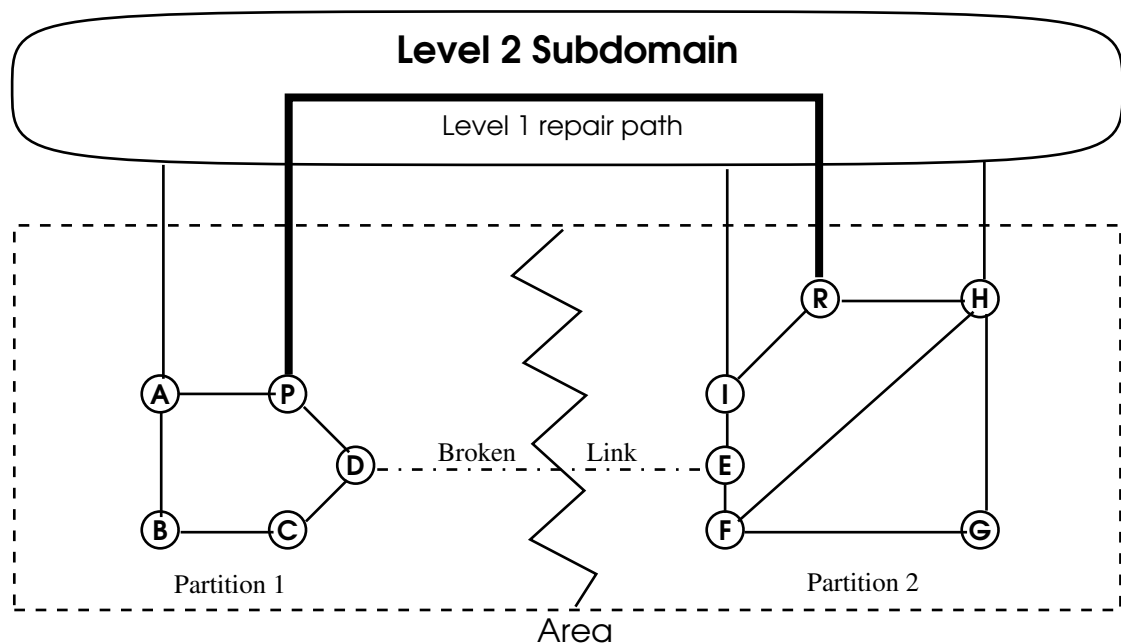 Level 2 Subdomain
Level 1 repair path
R H
A P I
Broken Link
D E
B C F G
Partition 1 Partition 2
Area